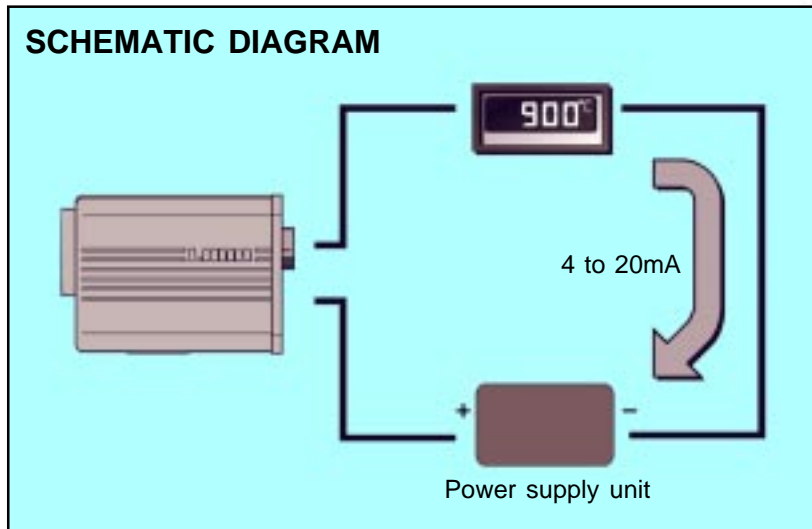 SCHEMATIC DIAGRAM
900°C
4 to 20mA
+ −
Power supply unit